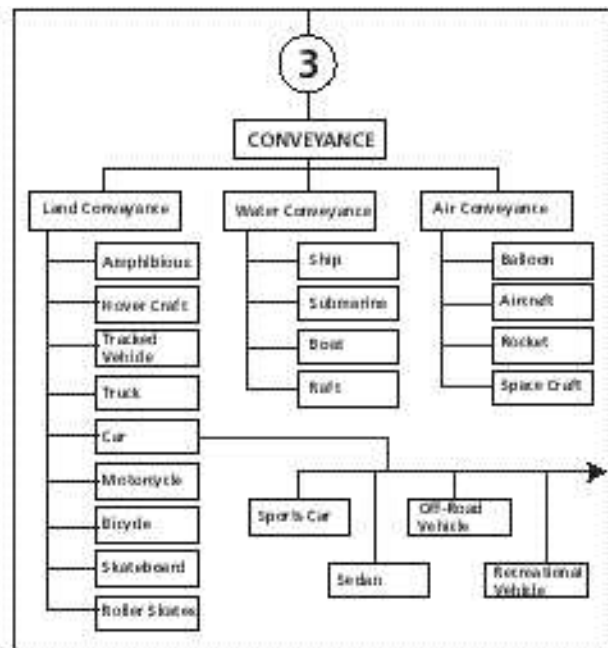 3
CONVEYANCE
Land Conveyance
Water Conveyance
Air Conveyance
Amphibious
Hover Craft
Tracked
Vehicle
Truck
Car
Motorcycle
Bicycle
Skateboard
Roller Skates
Ship
Submarine
Boat
Raft
Balloon
Aircraft
Rocket
Space Craft
Sports Car
Off-Road
Vehicle
Sedan
Recreational
Vehicle